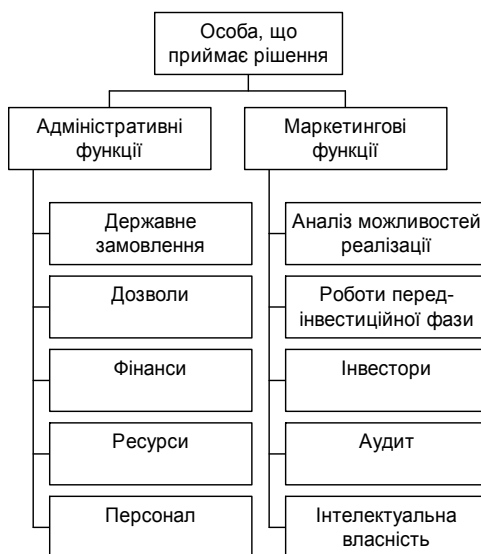 Особа, що
приймає рішення
Адміністративні
функції
Маркетингові
функції
Державне
замовлення
Дозволи
Фінанси
Ресурси
Персонал
Аналіз можливостей
реалізації
Роботи перед-
інвестиційної фази
Інвестори
Аудит
Інтелектуальна
власність